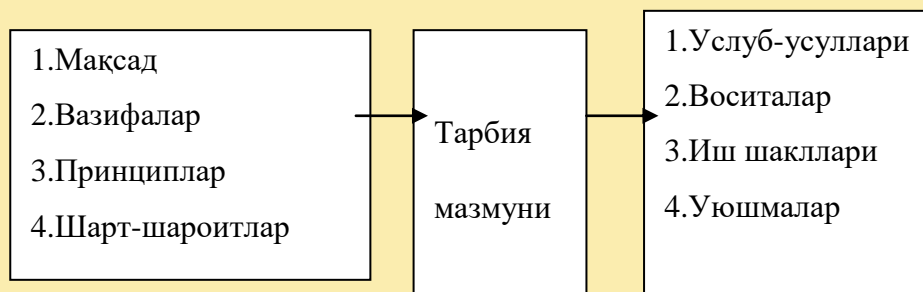 1.Мақсад
2.Вазифалар
3.Принциплар
4.Шарт-шароитлар
Тарбия
мазмуни
1.Услуб-усуллари
2.Воситалар
3.Иш шакллари
4.Уюшмалар